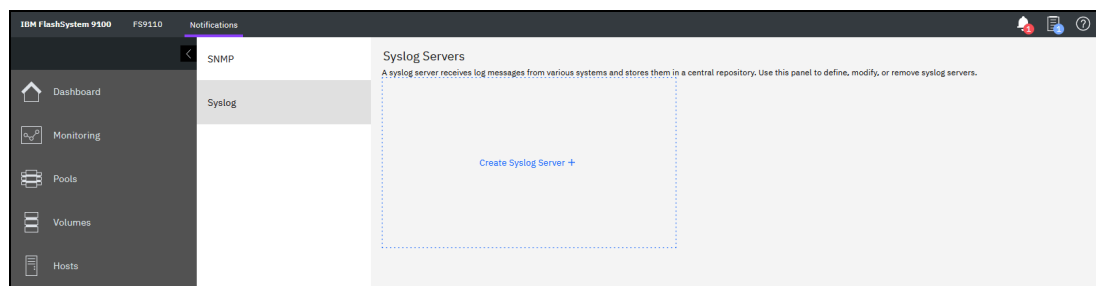 IBM FlashSystem 9100 FS9110 Notifications
1 1
SNMP
Syslog
Dashboard
Monitoring
Pools
Volumes
Hosts
Syslog Servers
A syslog server receives log messages from various systems and stores them in a central repository. Use this panel to define, modify, or remove syslog servers.
Create Syslog Server +